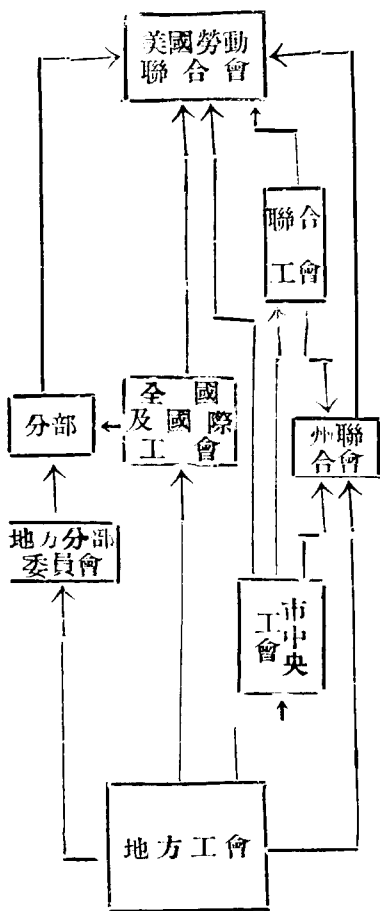 美國勞動
聯合會
聯合
工會
全國
及國際
工會
分部
州聯
合會
地方分部
委員會
市中央
工會
地方工會